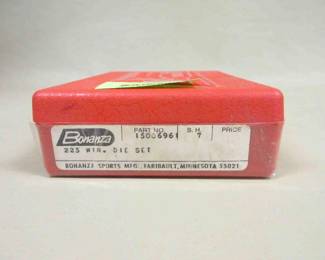 Bonanza
PART NO. S.H. PRICE
15006961 7
225 WIN. DIE SET
BONANZA SPORTS MFG., FARIBAULT, MINNESOTA 55021